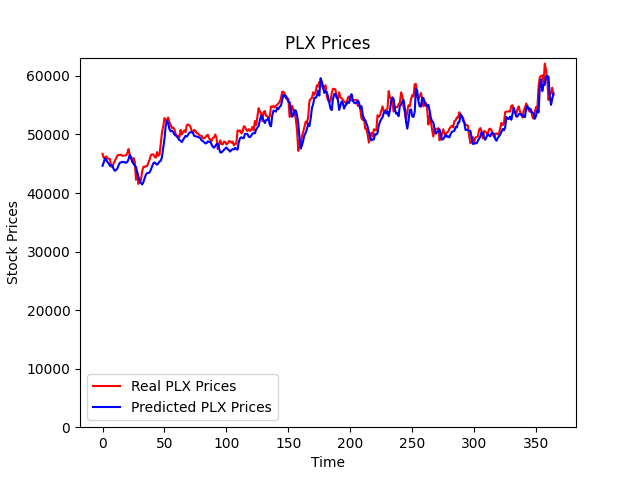 PLX Prices
Stock Prices
60000
50000
40000
30000
20000
10000
0
Real PLX Prices
Predicted PLX Prices
0 50 100 150 200 250 300 350
Time